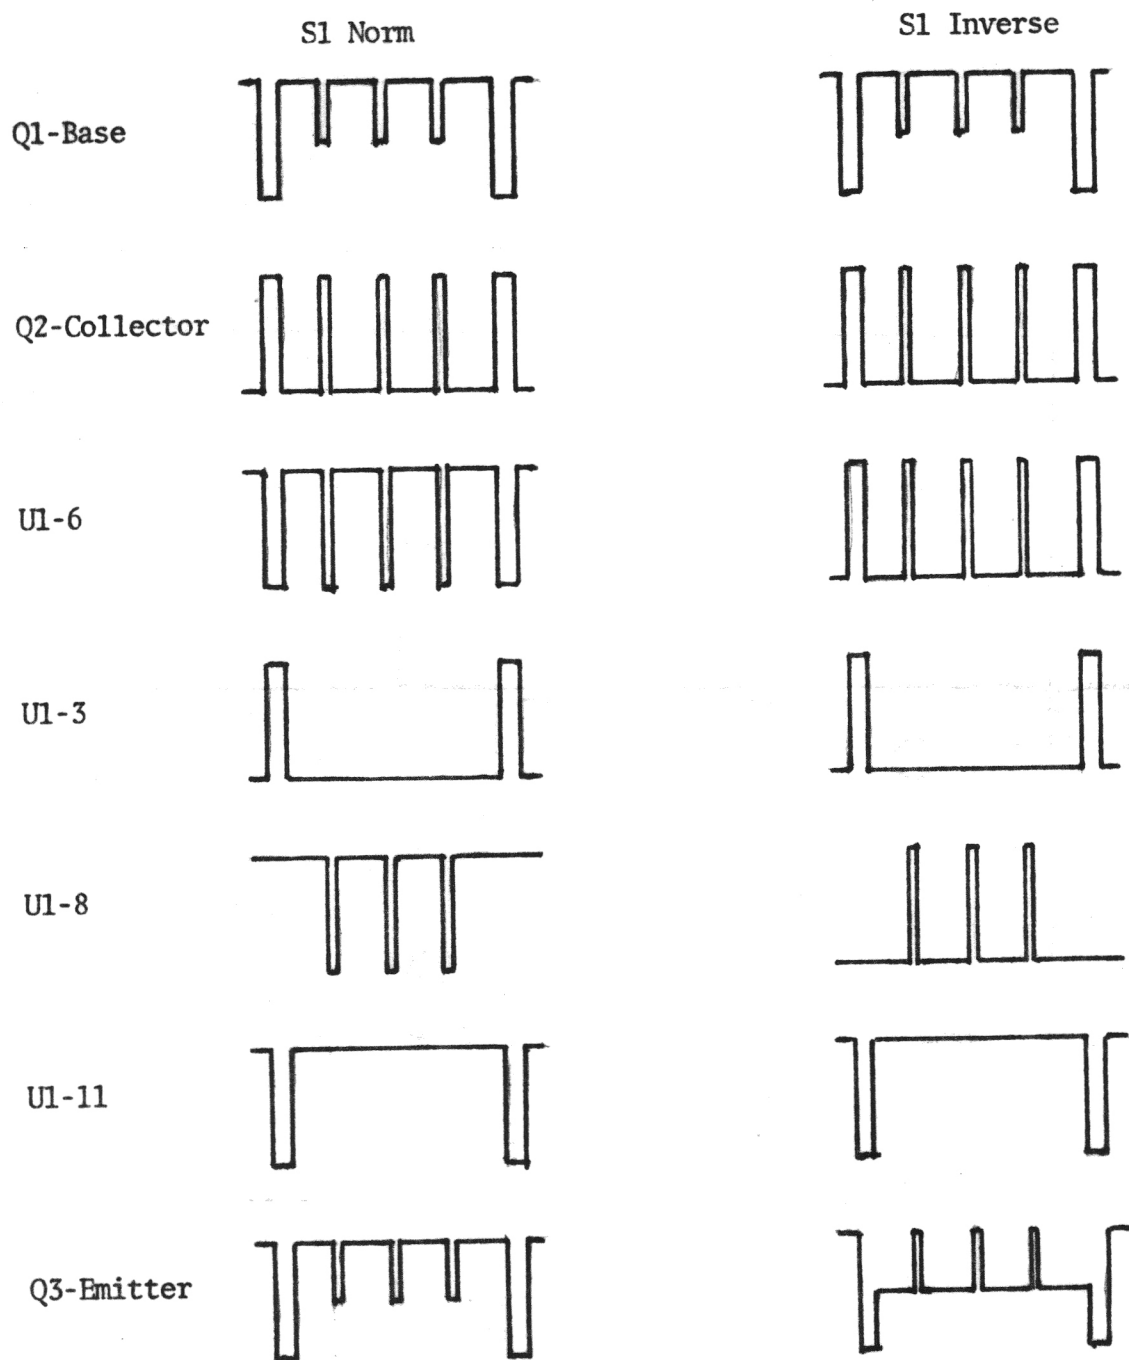 S1 Norm
S1 Inverse
Q1-Base
Q2-Collector
U1-6
U1-3
U1-8
U1-11
Q3-Emitter